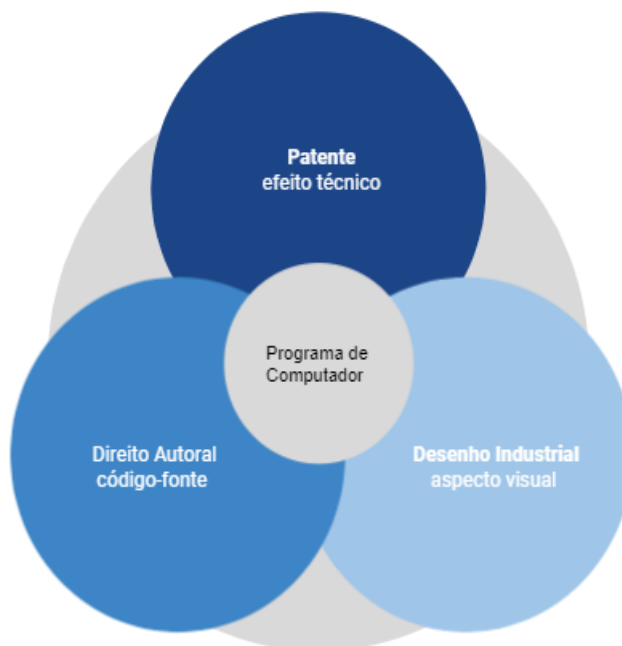 Patente
efeito técnico
Programa de
Computador
Direito Autoral
código-fonte
Desenho Industrial
aspecto visual